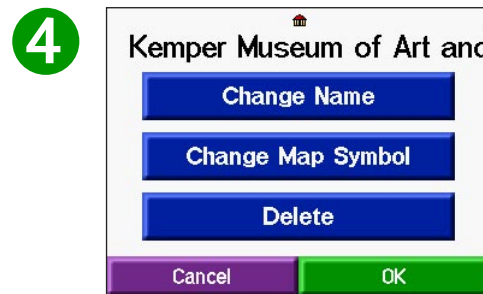 4
Kemper Museum of Art and
Change Name
Change Map Symbol
Delete
Cancel
OK